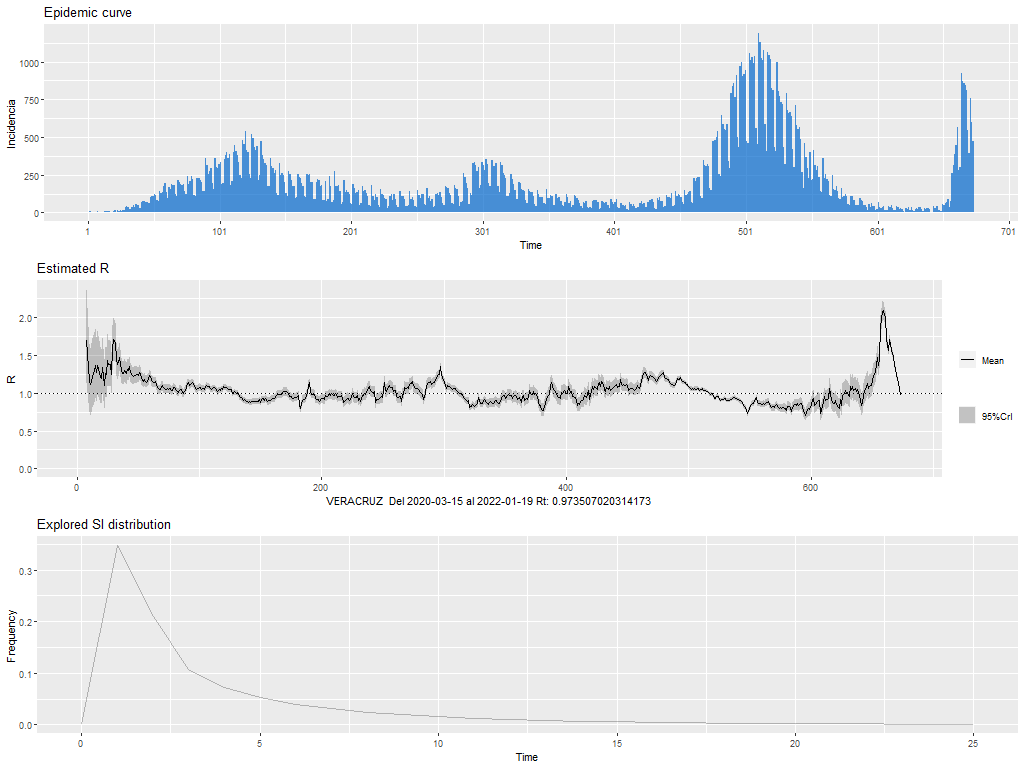 Epidemic curve
Incidencia
1000
750
500
250
0
1 101 201 301 401 501 601 701
Time
Estimated R
R
2.0
1.5
1.0
0.5
0.0
0 200 400 600
VERACRUZ Del 2020-03-15 al 2022-01-19 Rt: 0.973507020314173
Mean
95%CrI
Explored SI distribution
Frequency
0.3
0.2
0.1
0.0
0 5 10 15 20 25
Time